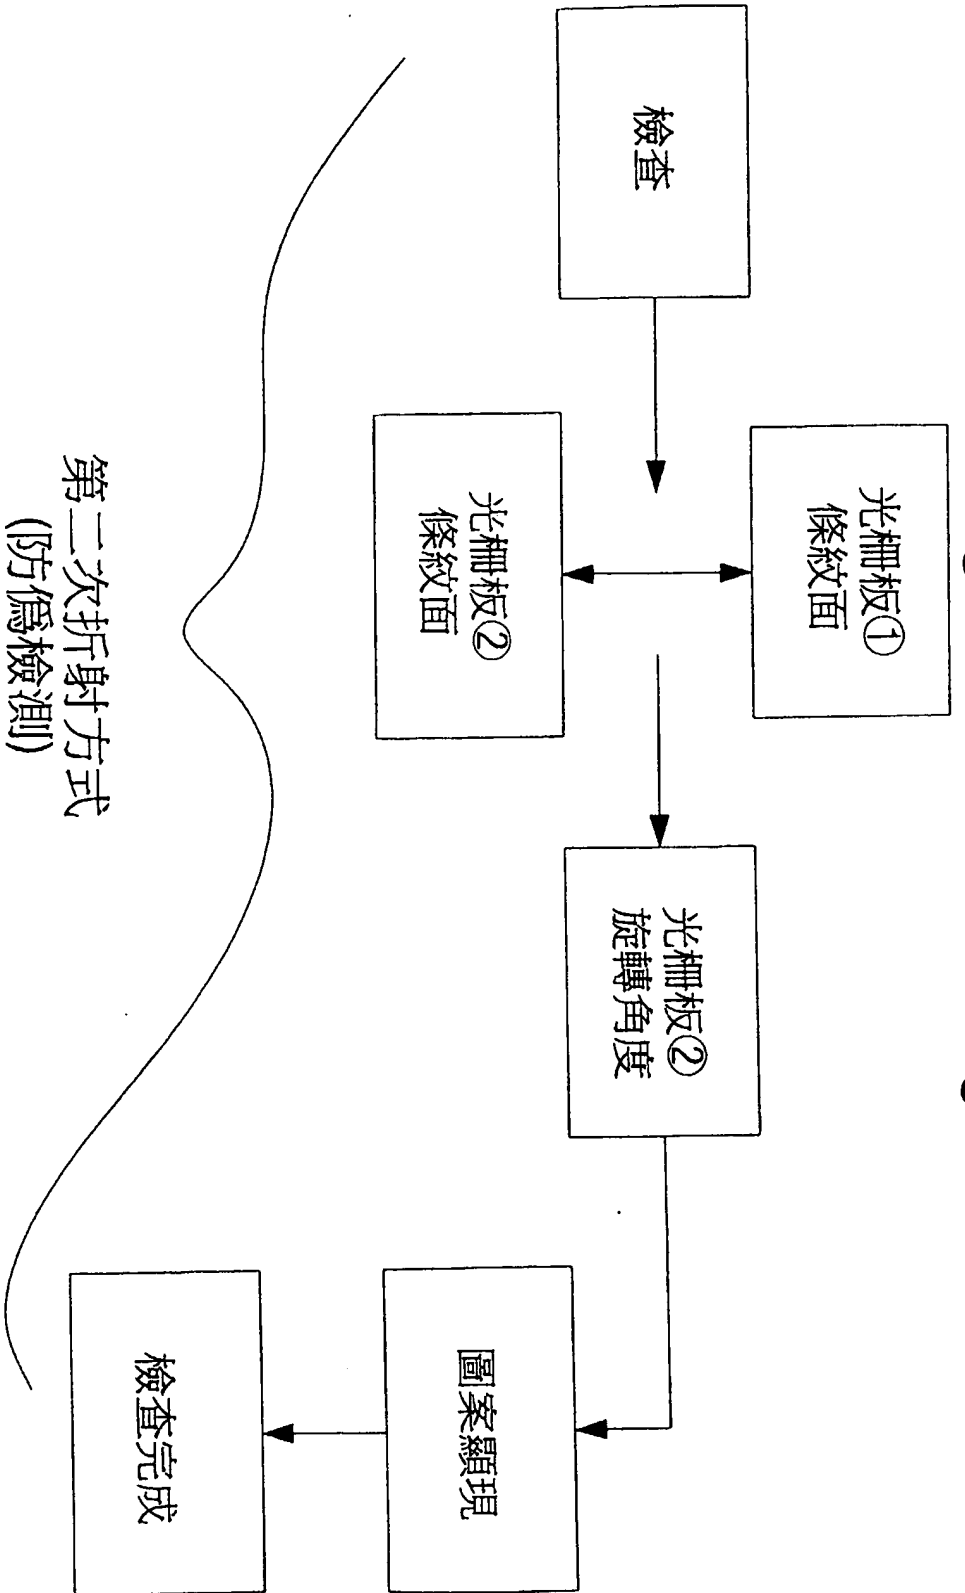 檢查
光柵板①
條紋面
光柵板②
條紋面
光柵板②
旋轉角度
圖案顯現
檢查完成
第二次折射方式
(防僞檢測)